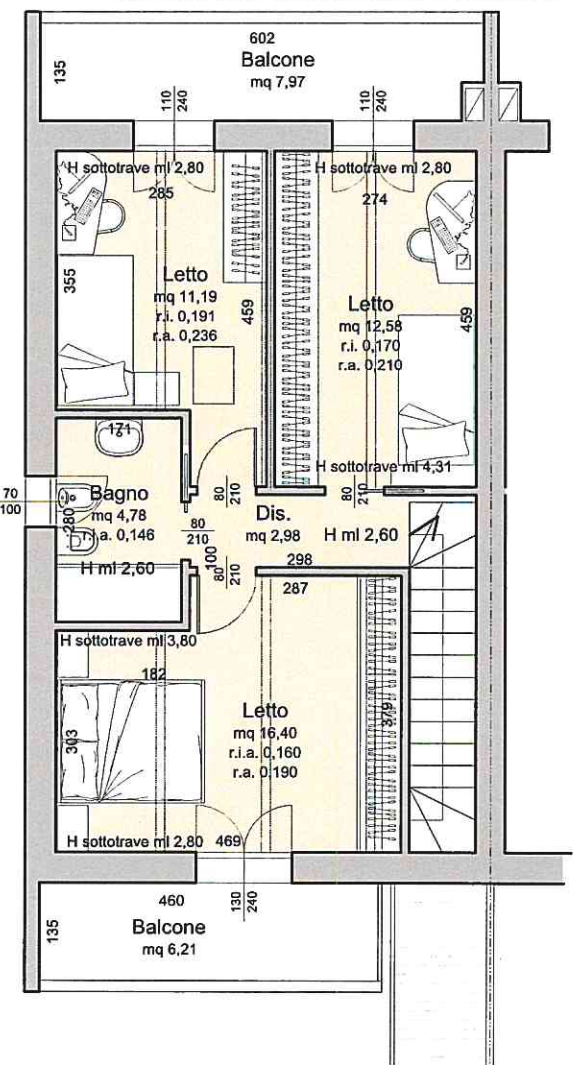 602
Balcone
mq 7,97
135
110
240
110
240
H sottotrave ml 2,80
285
H sottotrave ml 2,80
274
355
Letto
mq 11,19
r.i. 0,191
r.a. 0,236
459
Letto
mq 12,58
r.i. 0,170
r.a. 0,210
459
H sottotrave ml 4,31
171
70
100
Bagno
mq 4,78
r.i.a. 0,146
280
H ml 2,60
80
210
80
210
80
210
Dis.
mq 2,98
H ml 2,60
100
298
80
210
287
H sottotrave ml 3,80
182
303
Letto
mq 16,40
r.i.a. 0,160
r.a. 0,190
379
H sottotrave ml 2,80
469
460
130
240
135
Balcone
mq 6,21